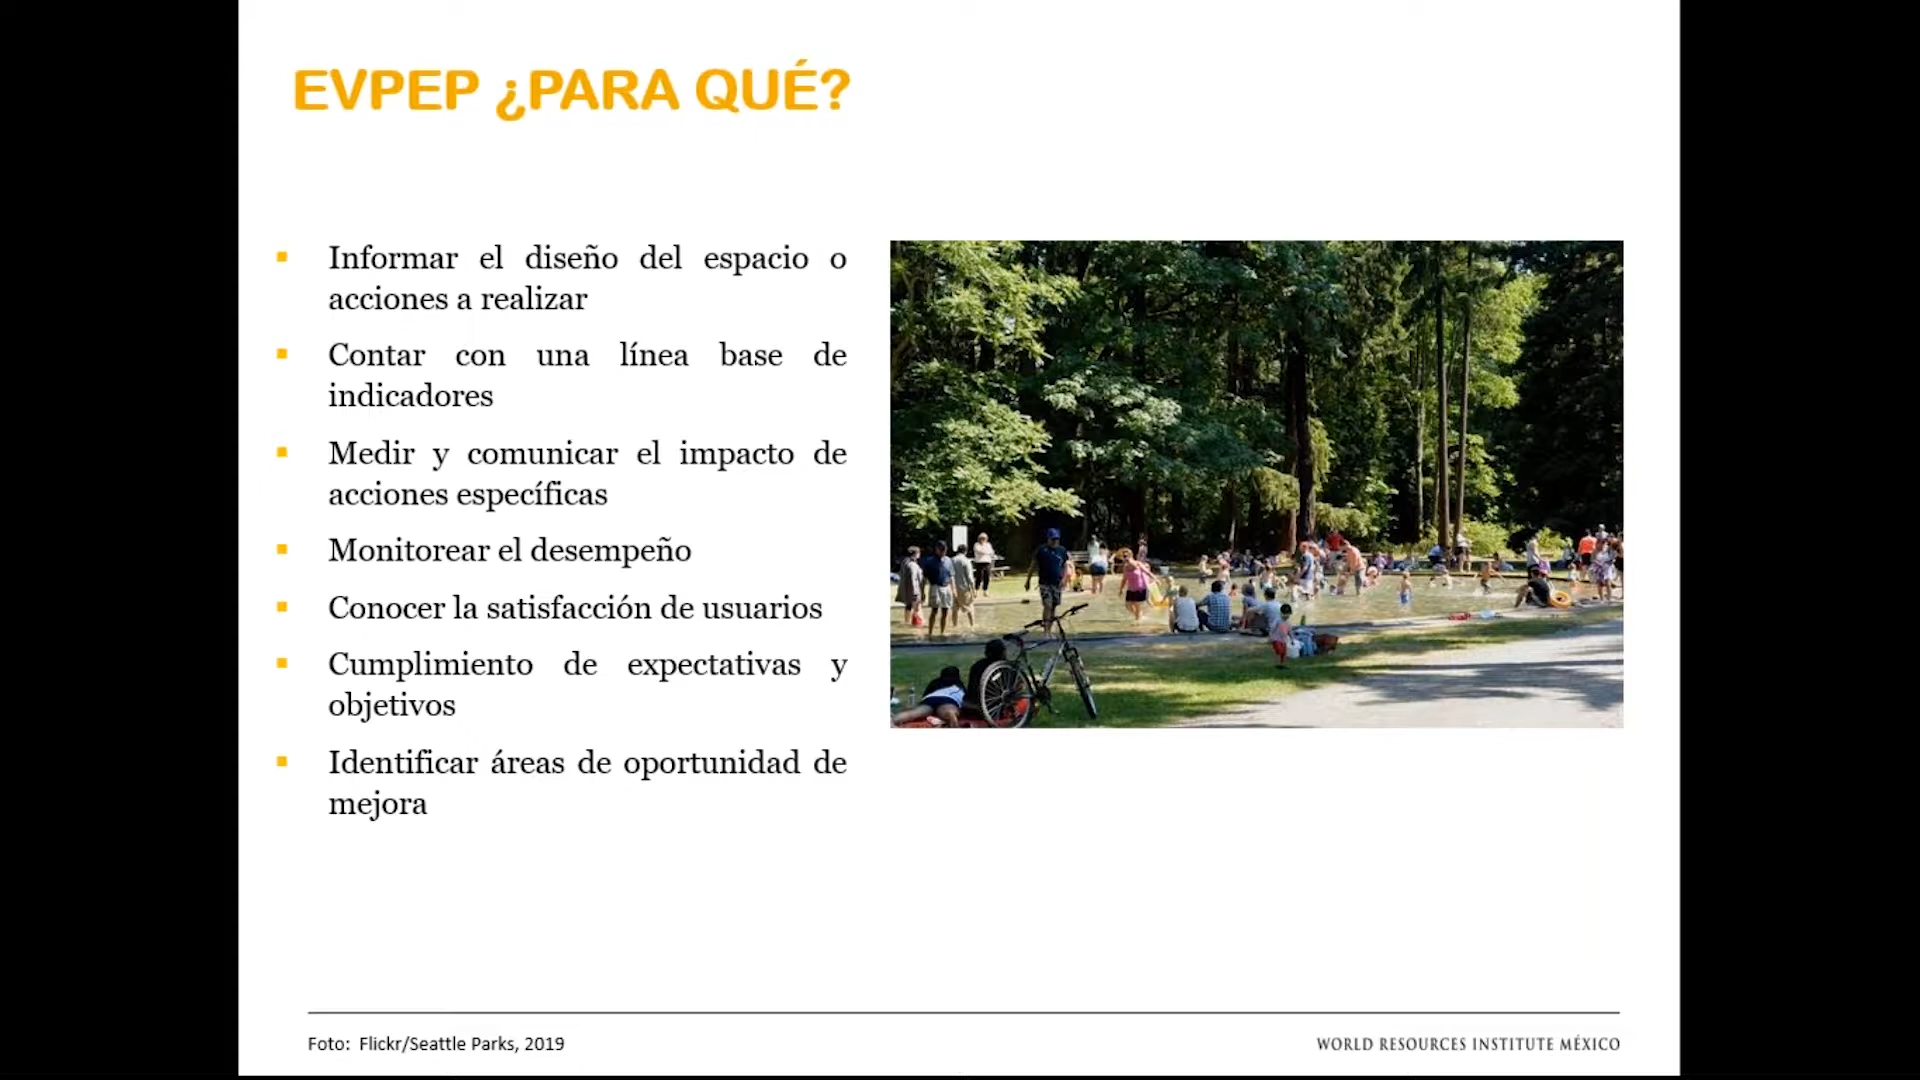 EVPEP ¿PARA QUÉ?
Informar el diseño del espacio o
acciones a realizar
Contar con una línea base de
indicadores
Medir y comunicar el impacto de
acciones específicas
Monitorear el desempeño
Conocer la satisfacción de usuarios
Cumplimiento de expectativas y
objetivos
Identificar áreas de oportunidad de
mejora
Foto: Flickr/Seattle Parks, 2019
WORLD RESOURCES INSTITUTE MÉXICO